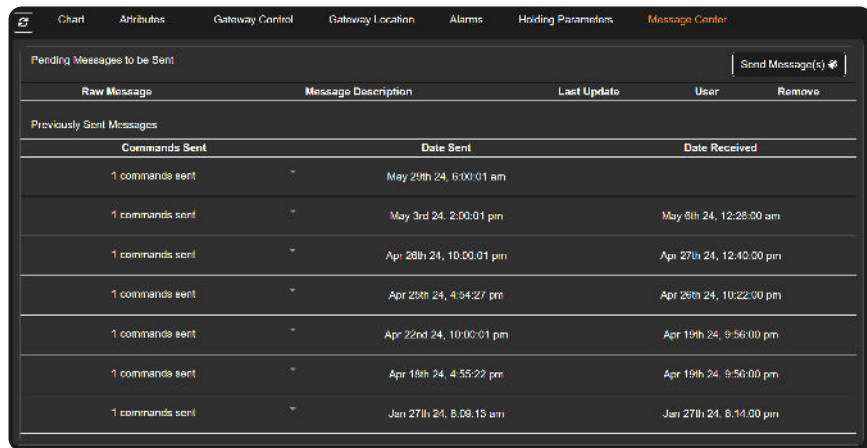 Chart Attributes Gateway Control Gateway Location Alarms Holding Parameters Message Center
Pending Messages to be Sent Send Message(s)
Raw Message Message Description Last Update User Remove
Previously Sent Messages
Commands Sent Date Sent Date Received
1 commands sent May 29th 24, 6:00:01 am
1 commands sent May 3rd 24, 2:00:01 pm May 6th 24, 12:26:00 am
1 commands sent Apr 26th 24, 10:00:01 pm Apr 27th 24, 12:40:00 pm
1 commands sent Apr 25th 24, 4:54:27 pm Apr 26th 24, 10:22:00 pm
1 commands sent Apr 22nd 24, 10:00:01 pm Apr 19th 24, 9:56:00 pm
1 commands sent Apr 18th 24, 4:55:22 pm Apr 19th 24, 9:56:00 pm
1 commands sent Jan 27th 24, 8:09:13 am Jan 27th 24, 8:14:00 pm